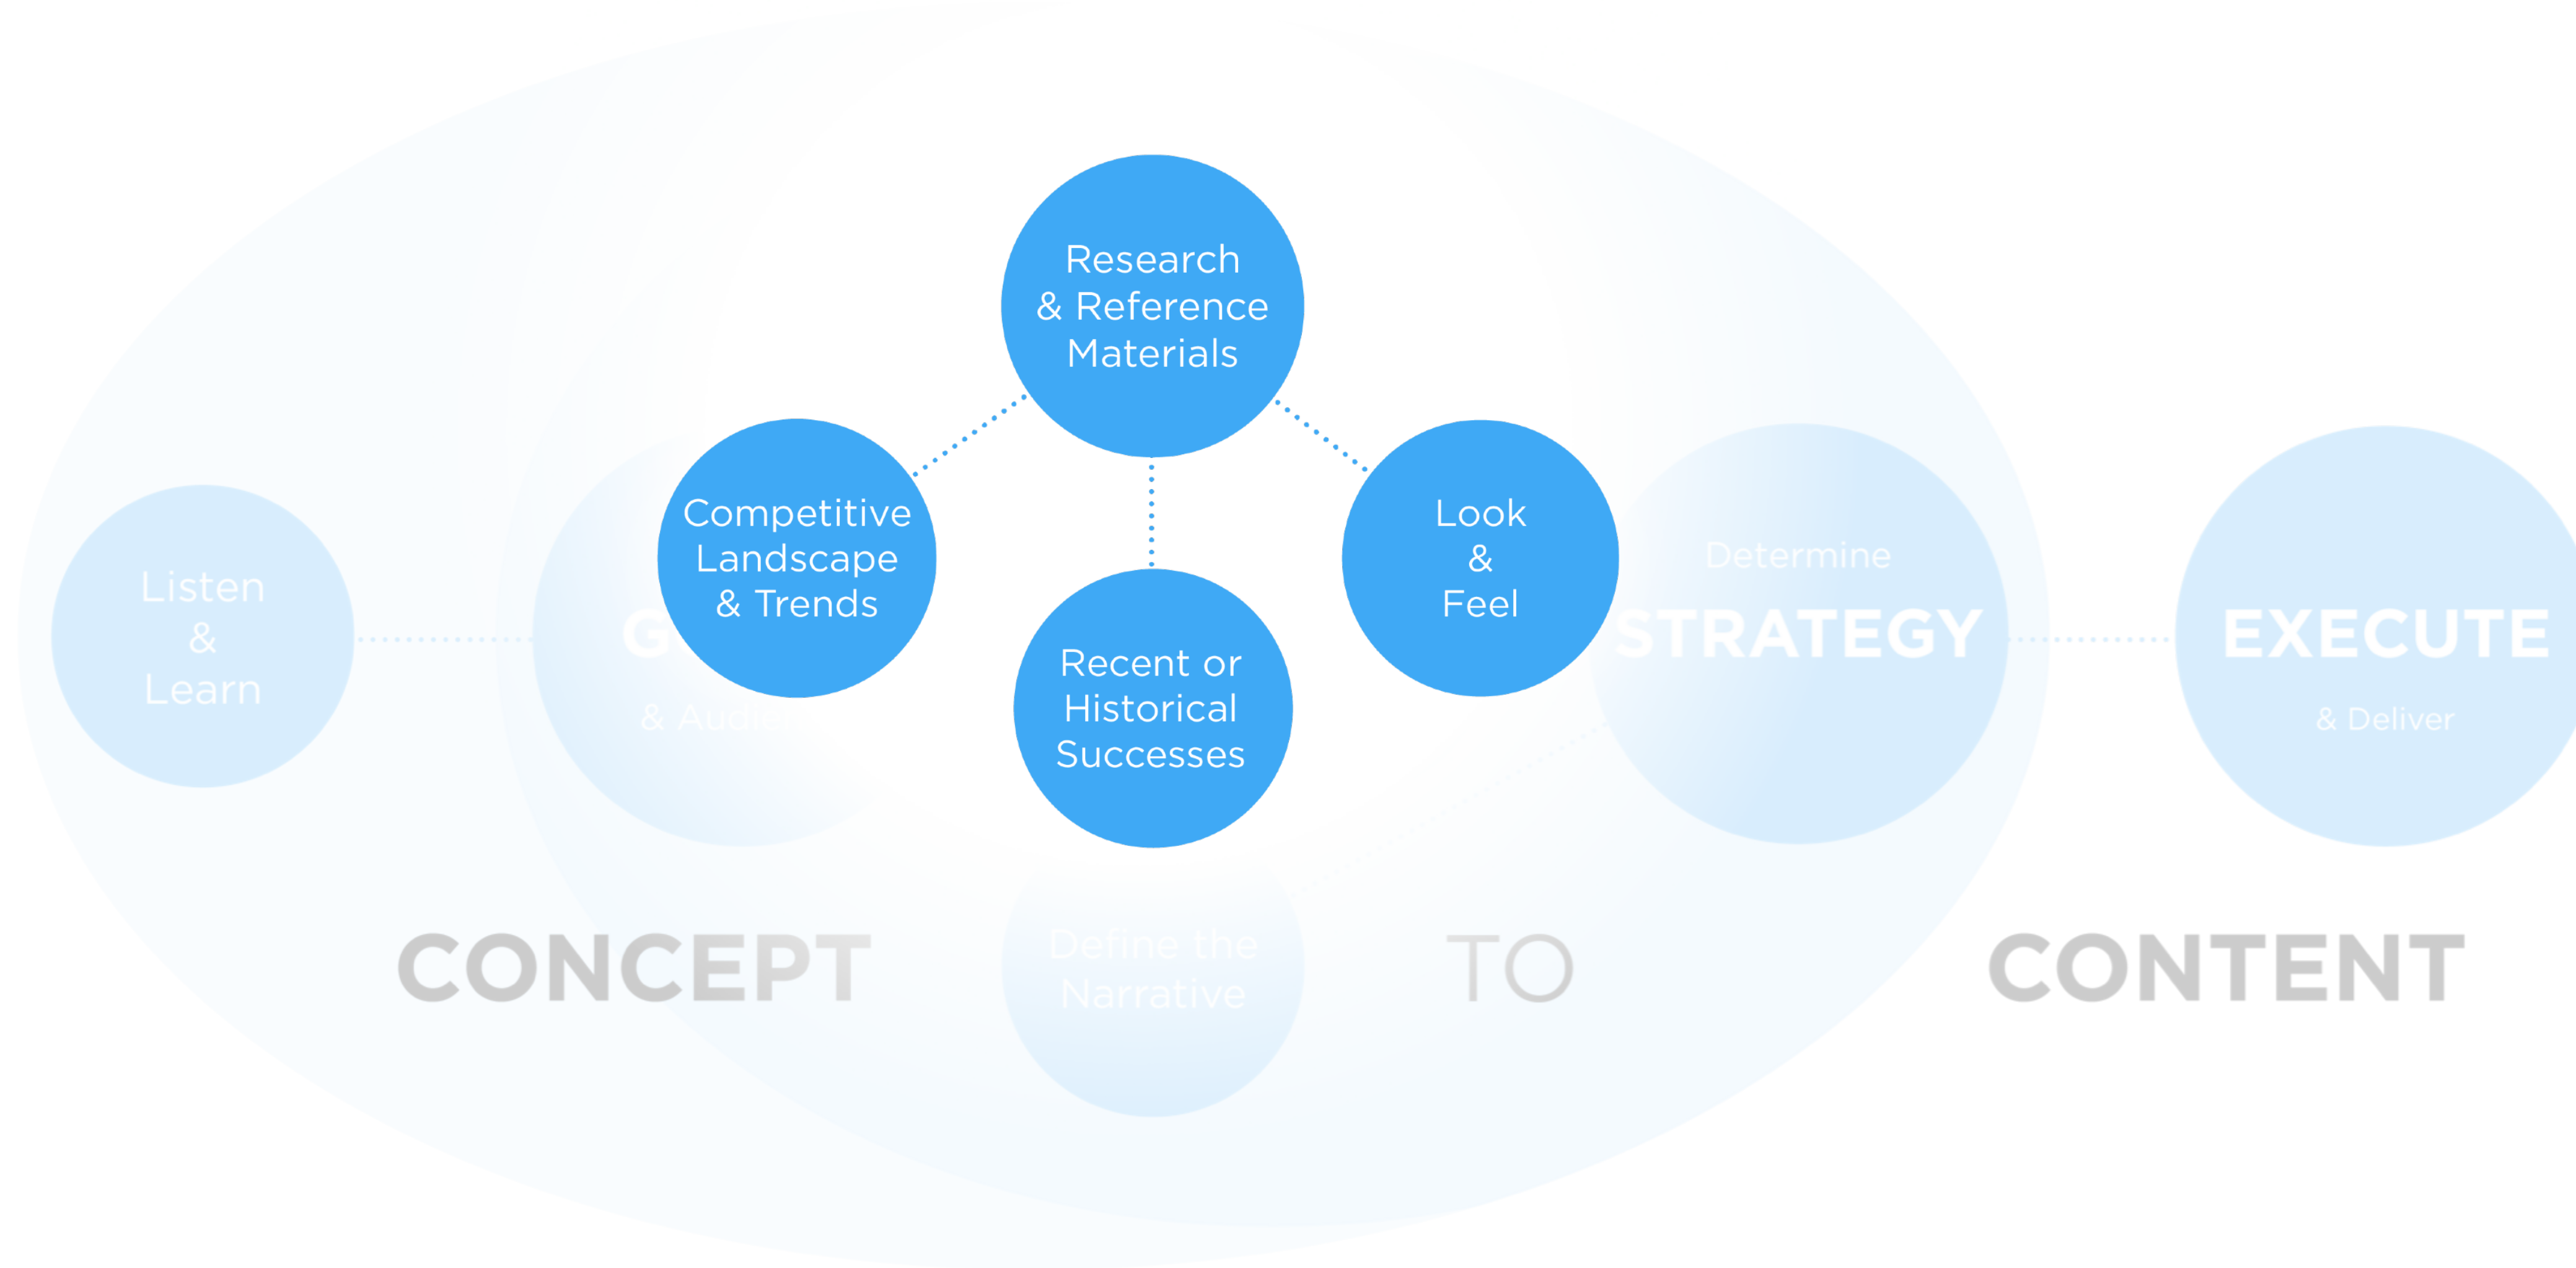 Research
& Reference
Materials
Competitive
Landscape
& Trends
Look
&
Feel
Recent or
Historical
Successes
Listen
&
Learn
&
Determine
STRATEGY
EXECUTE
& Deliver
Define the
Narrative
CONCEPT
TO
CONTENT